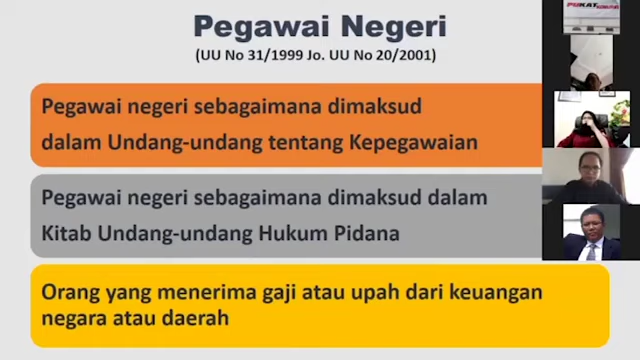 Pegawai Negeri
(UU No 31/1999 Jo. UU No 20/2001)
Pegawai negeri sebagaimana dimaksud
dalam Undang-undang tentang Kepegawaian
Pegawai negeri sebagaimana dimaksud dalam
Kitab Undang-undang Hukum Pidana
Orang yang menerima gaji atau upah dari keuangan
negara atau daerah